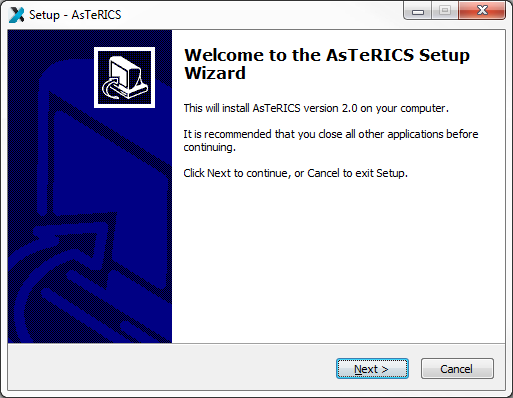 Setup - AsTeRICS
Welcome to the AsTeRICS Setup
Wizard
This will install AsTeRICS version 2.0 on your computer.
It is recommended that you close all other applications before
continuing.
Click Next to continue, or Cancel to exit Setup.
Next >
Cancel